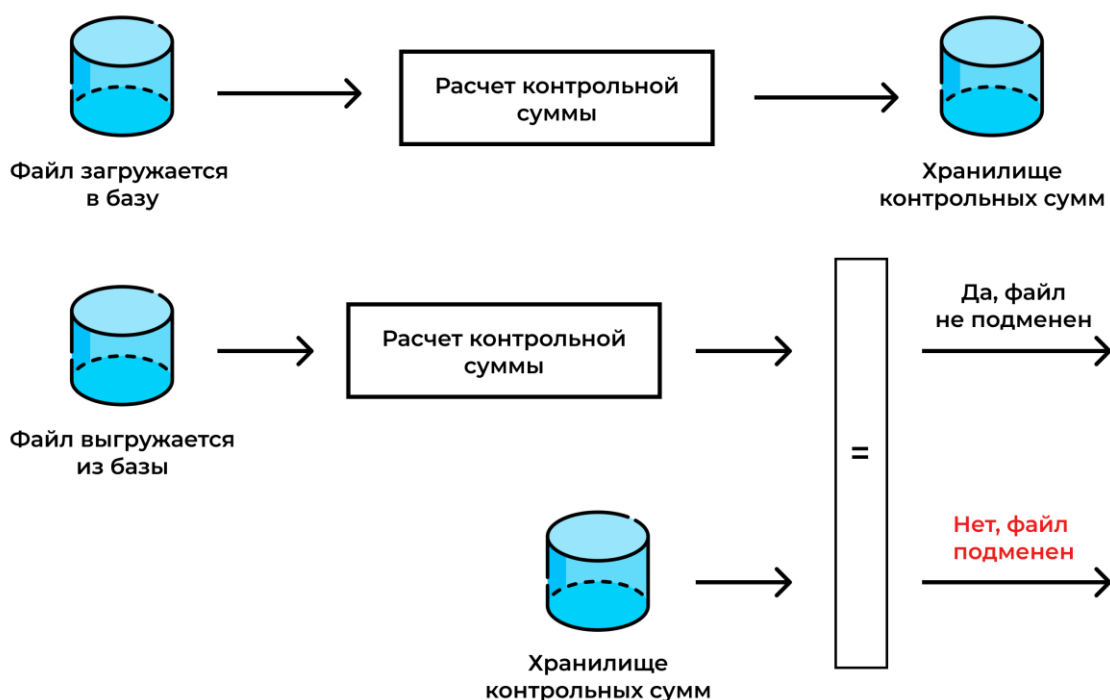 Расчет контрольной
суммы
Файл загружается
в базу
Хранилище
контрольных сумм
Расчет контрольной
суммы
Да, файл
не подменен
Файл выгружается
из базы
=
Нет, файл
подменен
Хранилище
контрольных сумм